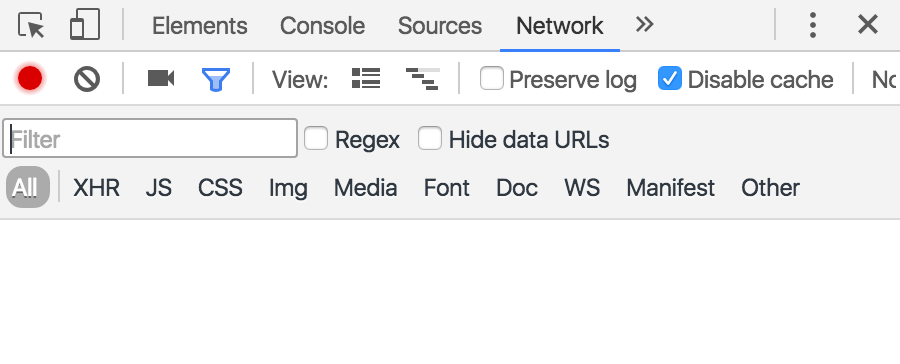 Elements Console Sources Network
View: Preserve log Disable cache
Filter Regex Hide data URLs
All XHR JS CSS Img Media Font Doc WS Manifest Other